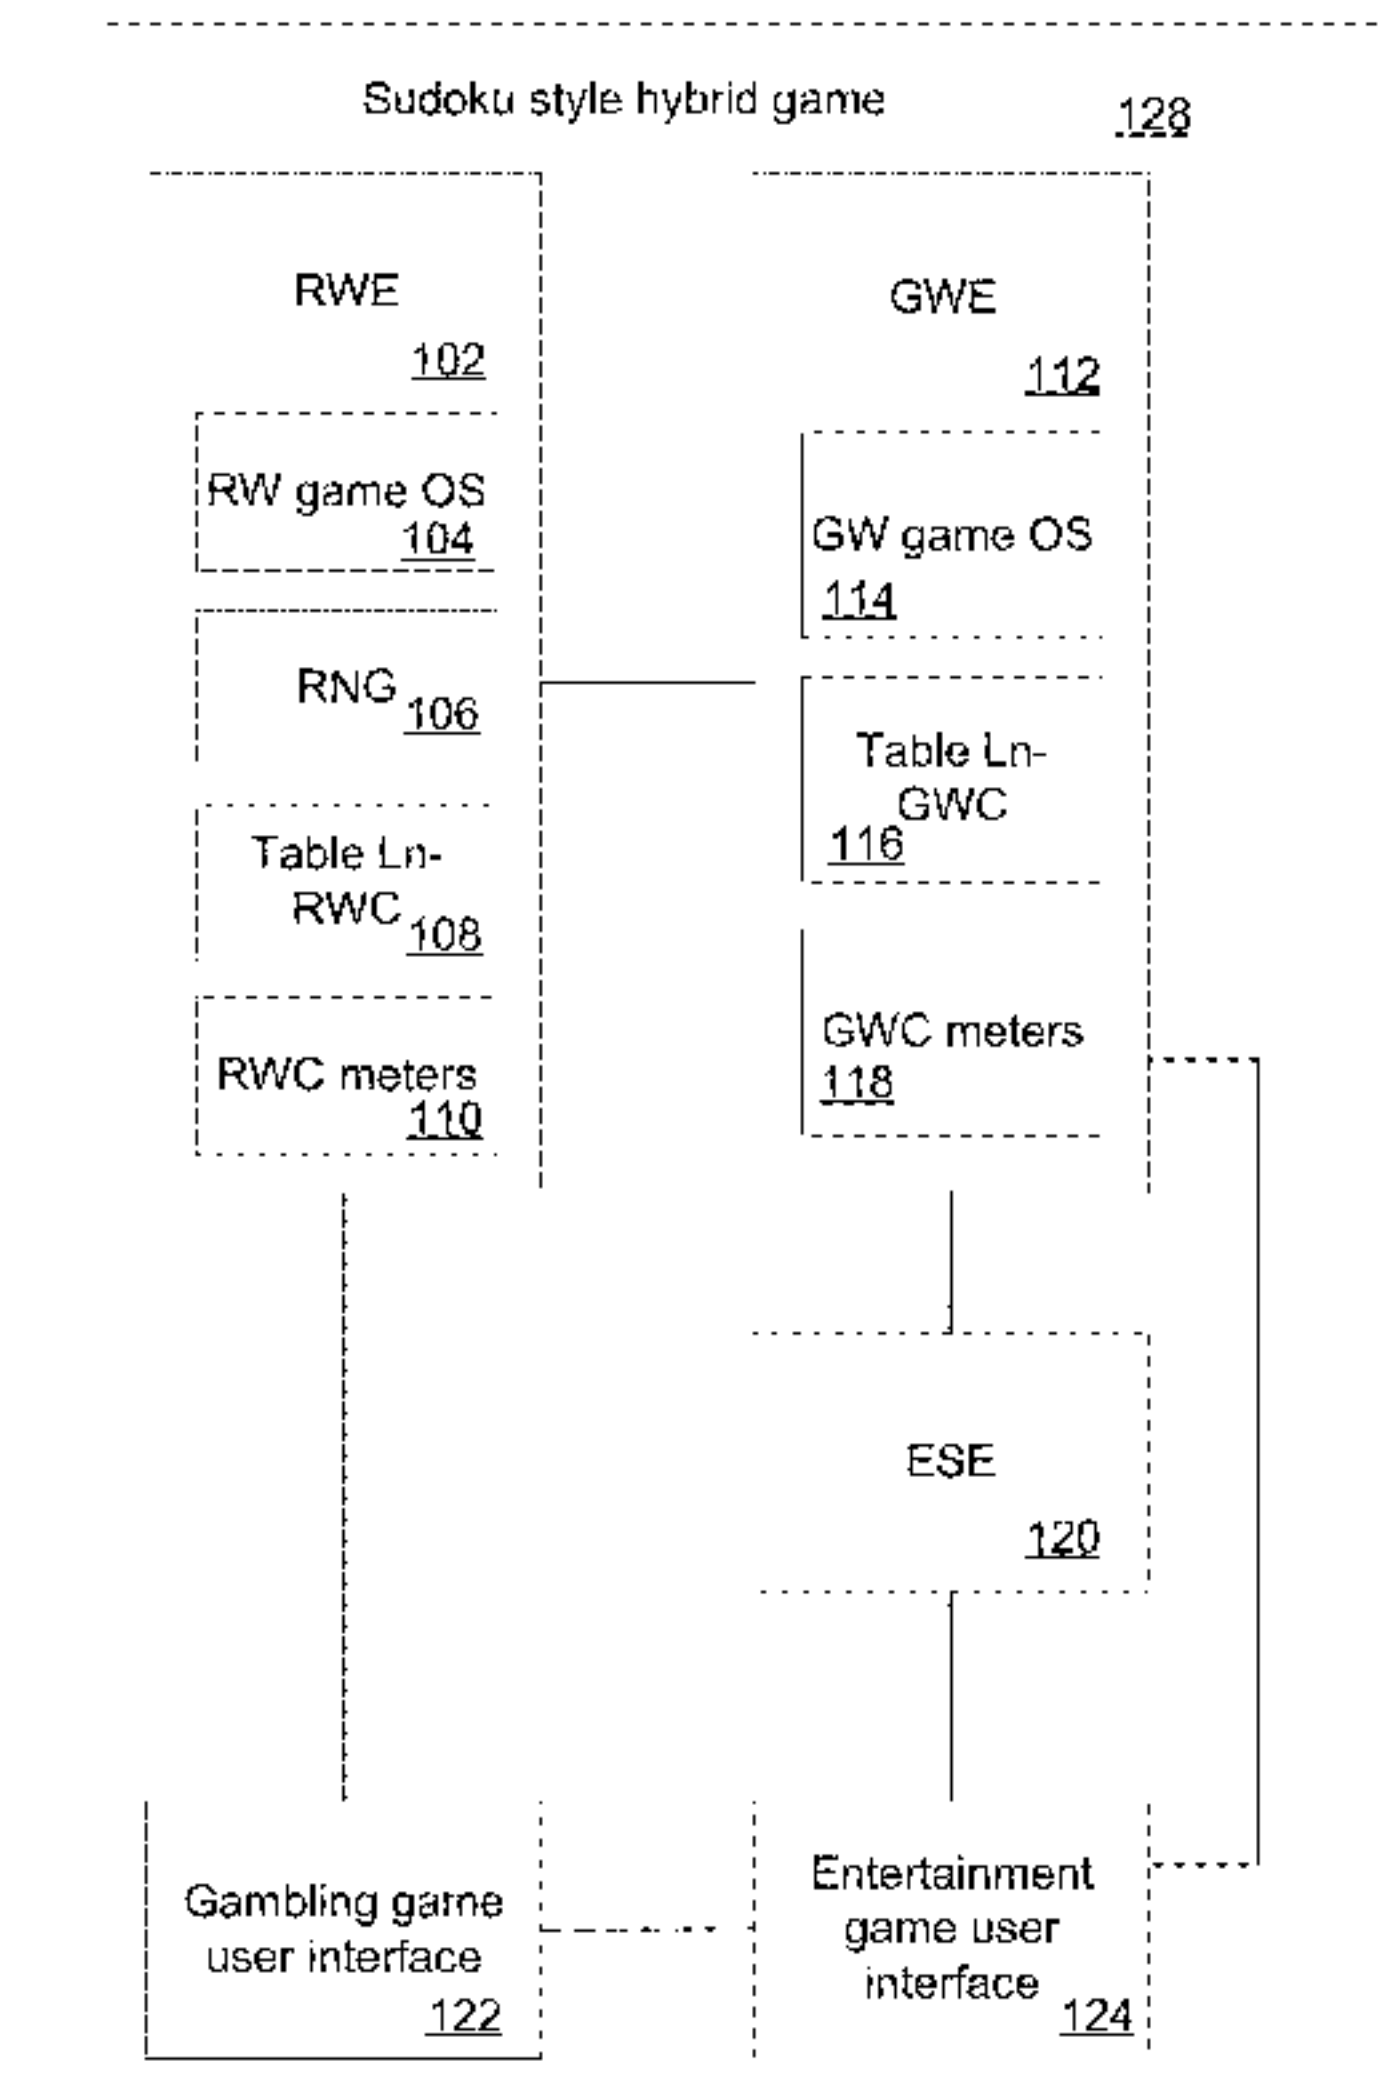 Sudoku style hybrid game
128
RWE
102
RW game OS
104
RNG
106
Table Ln-
RWC
108
RWC meters
110
GWE
112
GW game OS
114
Table Ln-
GWC
116
GWC meters
118
ESE
120
Gambling game
user interface
122
Entertainment
game user
interface
124